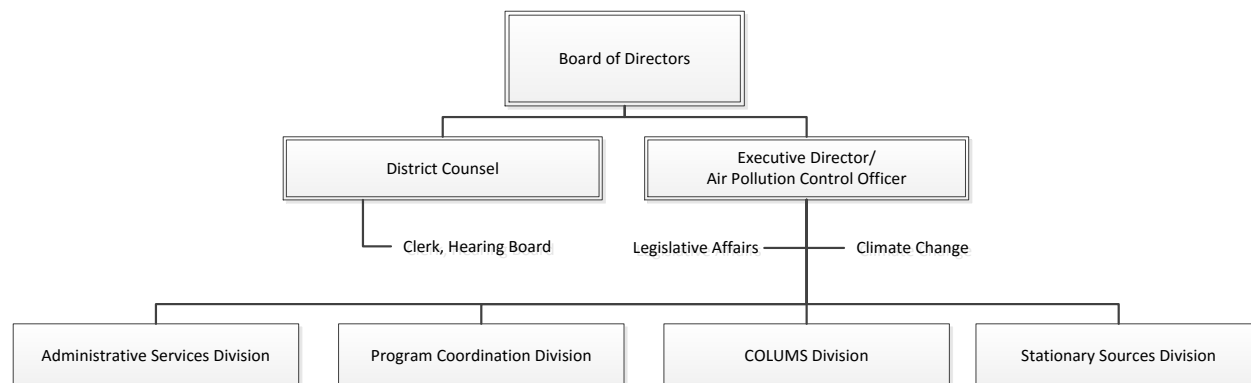 Board of Directors
District Counsel
Executive Director/
Air Pollution Control Officer
Clerk, Hearing Board
Legislative Affairs
Climate Change
Administrative Services Division
Program Coordination Division
COLUMS Division
Stationary Sources Division